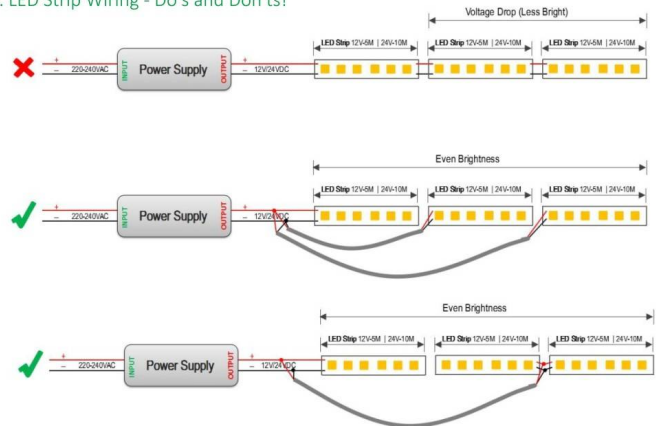 . LED Strip Wiring - Do's and Don'ts!
Voltage Drop (Less Bright)
LED Strip 12V-5M | 24V-10M LED Strip 12V-5M | 24V-10M LED Strip 12V-5M | 24V-10M
+ +
– 220-240VAC INPUT Power Supply OUTPUT – 12V/24VDC
Even Brightness
LED Strip 12V-5M | 24V-10M LED Strip 12V-5M | 24V-10M LED Strip 12V-5M | 24V-10M
+ +
– 220-240VAC INPUT Power Supply OUTPUT – 12V/24VDC
Even Brightness
LED Strip 12V-5M | 24V-10M LED Strip 12V-5M | 24V-10M LED Strip 12V-5M | 24V-10M
+ +
– 220-240VAC INPUT Power Supply OUTPUT – 12V/24VDC